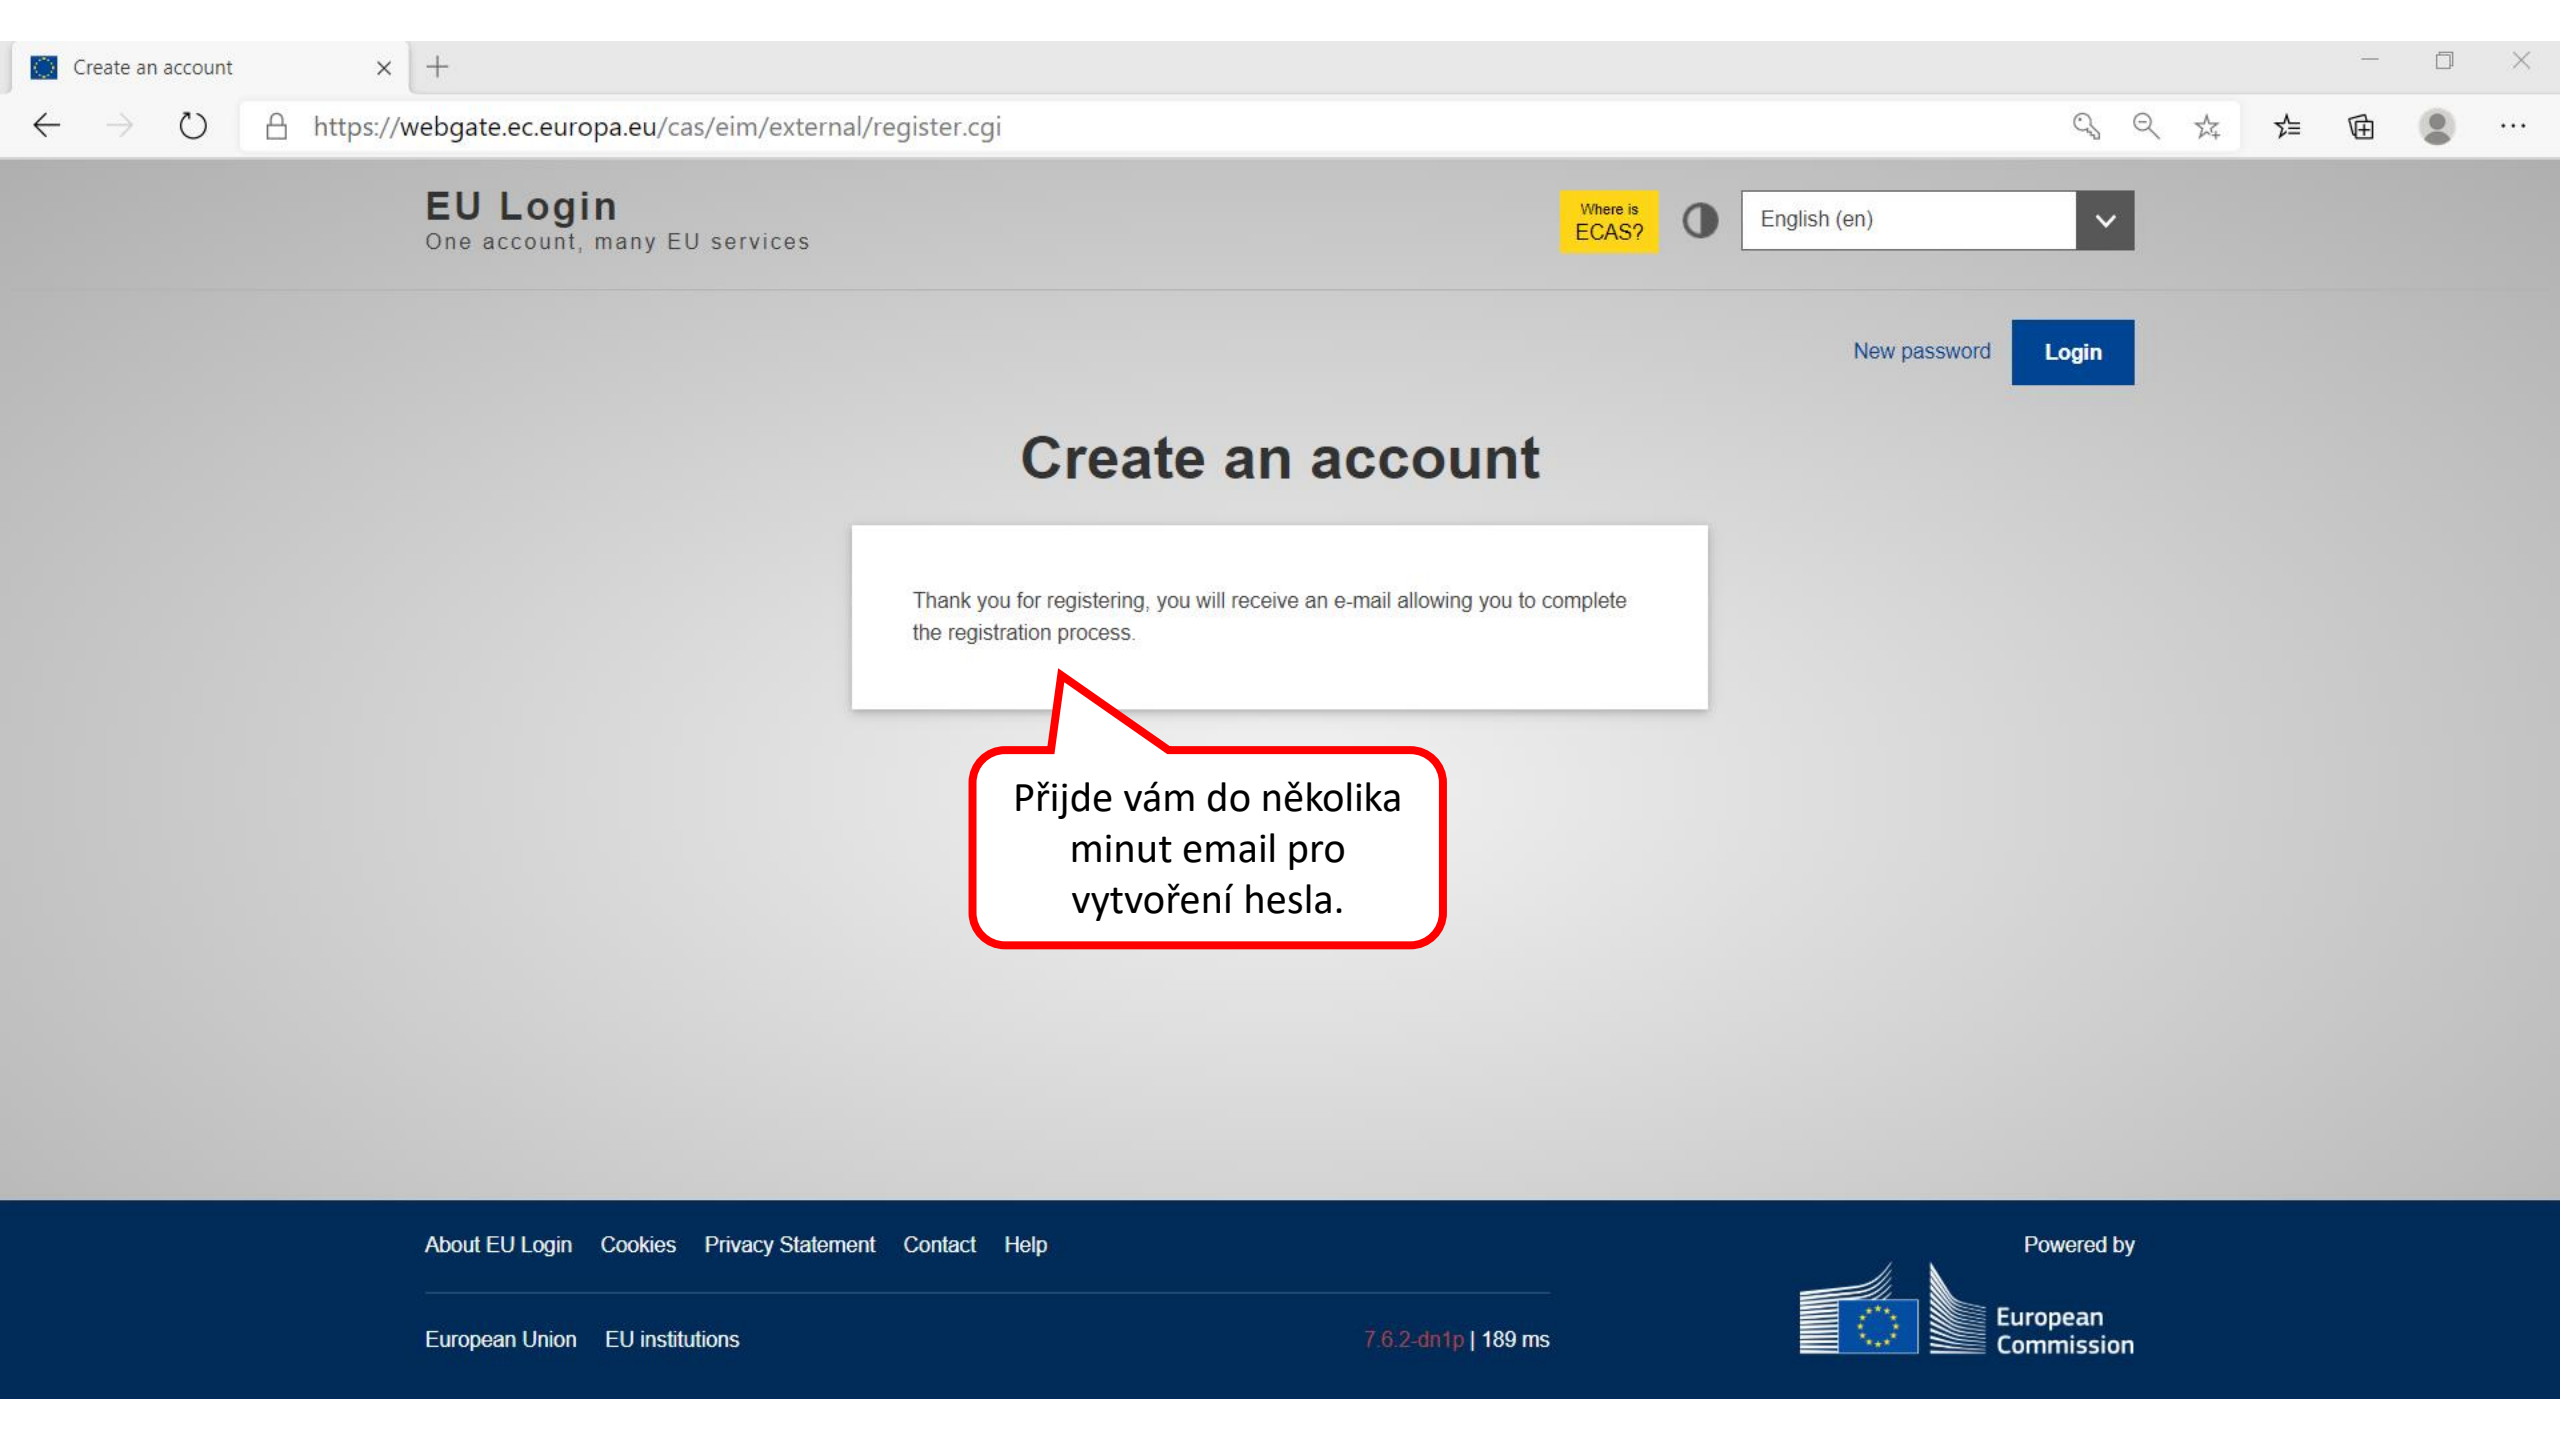 Create an account
https://webgate.ec.europa.eu/cas/eim/external/register.cgi
EU Login
One account, many EU services
Where is
ECAS?
English (en)
New password
Login
Create an account
Thank you for registering, you will receive an e-mail allowing you to complete
the registration process.
Přijde vám do několika
minut email pro
vytvoření hesla.
About EU Login Cookies Privacy Statement Contact Help
Powered by
European
Commission
European Union EU institutions
7.6.2-dn1p | 189 ms